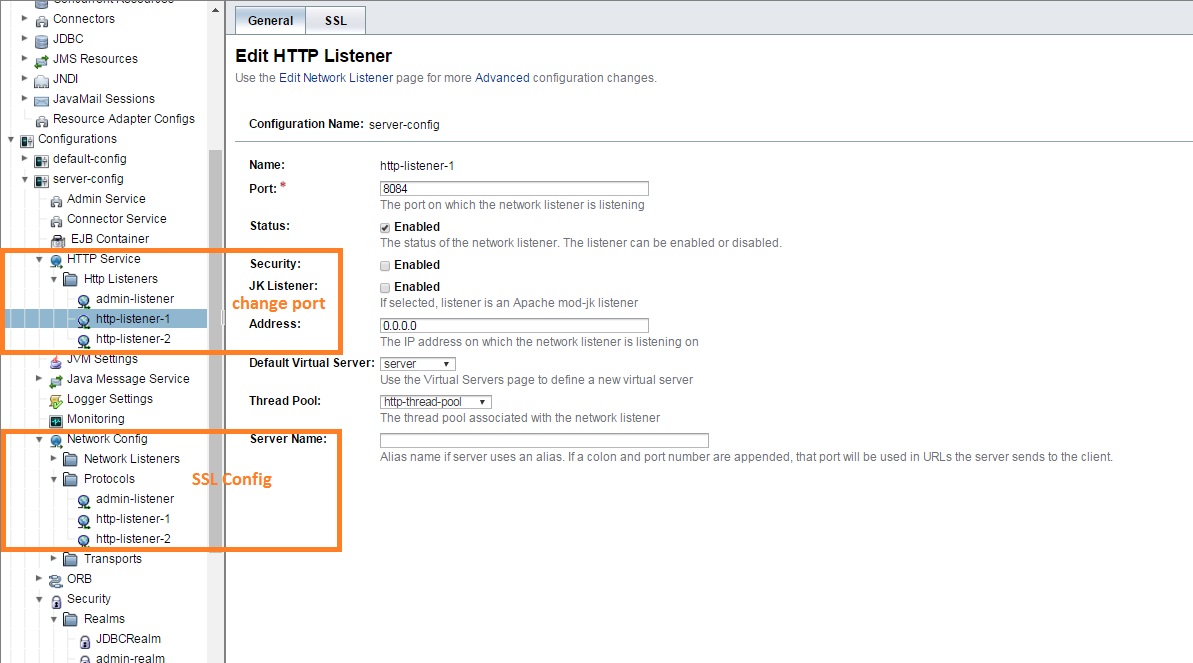 Concurrent Resources
Connectors
JDBC
JMS Resources
JNDI
JavaMail Sessions
Resource Adapter Configs
Configurations
default-config
server-config
Admin Service
Connector Service
EJB Container
HTTP Service
Http Listeners
admin-listener
http-listener-1
http-listener-2
change port
JVM Settings
Java Message Service
Logger Settings
Monitoring
Network Config
Network Listeners
Protocols
SSL Config
admin-listener
http-listener-1
http-listener-2
Transports
ORB
Security
Realms
JDBCRealm
admin-realm
General SSL
Edit HTTP Listener
Use the Edit Network Listener page for more Advanced configuration changes.
Configuration Name: server-config
Name: http-listener-1
Port: * 8084
The port on which the network listener is listening
Status: Enabled
The status of the network listener. The listener can be enabled or disabled.
Security: Enabled
JK Listener: Enabled
If selected, listener is an Apache mod-jk listener
Address: 0.0.0.0
The IP address on which the network listener is listening on
Default Virtual Server: server
Use the Virtual Servers page to define a new virtual server
Thread Pool: http-thread-pool
The thread pool associated with the network listener
Server Name:
Alias name if server uses an alias. If a colon and port number are appended, that port will be used in URLs the server sends to the client.